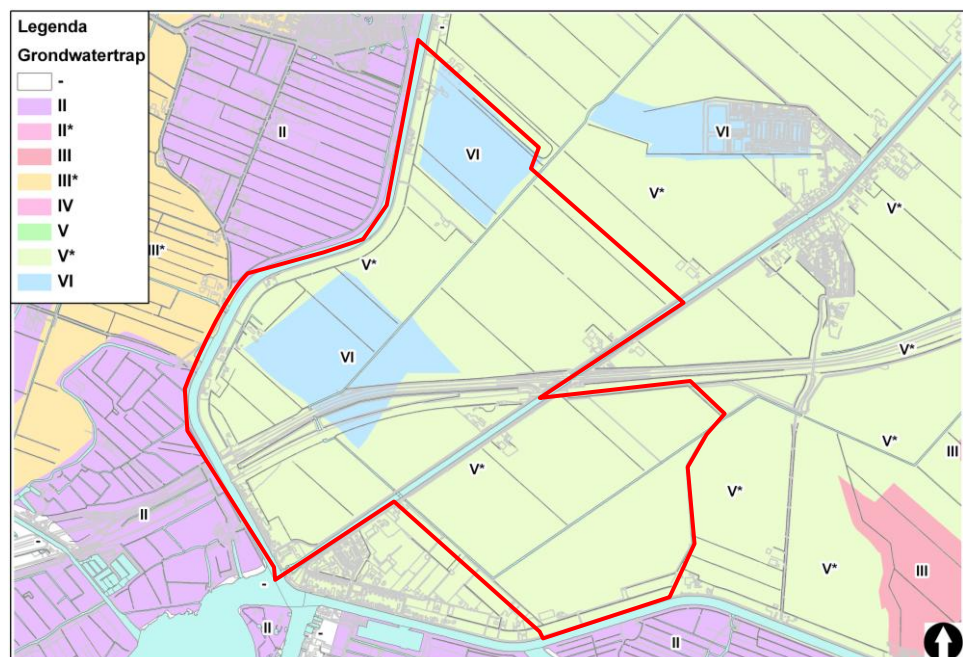 Legenda
Grondwatertrap
-
II
II*
III
III*
IV
V
V*
VI
-
II
VI
VI
V*
V*
III*
V*
VI
V*
V*
V*
V*
III
V*
II
V*
III
-
-
II
-
II